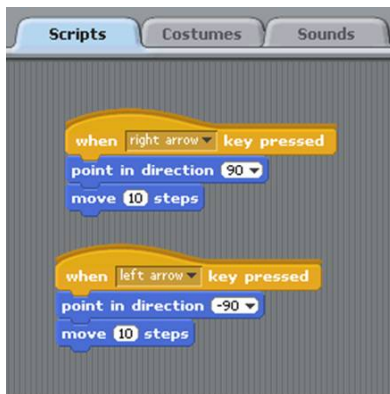 Scripts Costumes Sounds
when right arrow key pressed
point in direction 90
move 10 steps
when left arrow key pressed
point in direction -90
move 10 steps